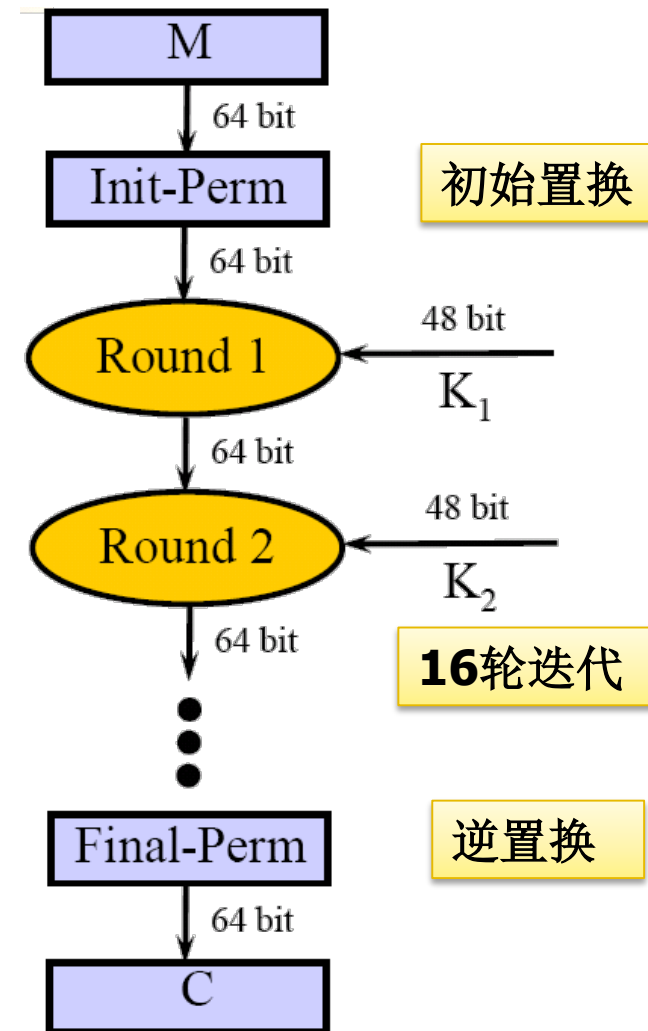 M
64 bit
Init-Perm
初始置换
64 bit
Round 1
48 bit
K₁
64 bit
Round 2
48 bit
K₂
64 bit
16轮迭代
Final-Perm
逆置换
64 bit
C